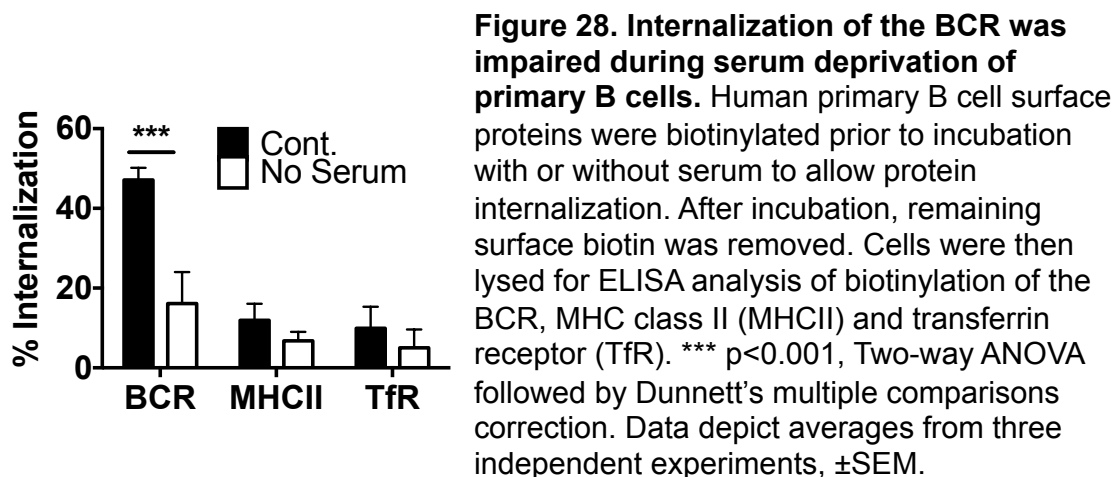 Figure 28. Internalization of the BCR was
impaired during serum deprivation of
primary B cells. Human primary B cell surface
proteins were biotinylated prior to incubation
with or without serum to allow protein
internalization. After incubation, remaining
surface biotin was removed. Cells were then
lysed for ELISA analysis of biotinylation of the
BCR, MHC class II (MHCII) and transferrin
receptor (TfR). *** p<0.001, Two-way ANOVA
followed by Dunnett’s multiple comparisons
correction. Data depict averages from three
independent experiments, ±SEM.
% Internalization
60
40
20
0
***
Cont.
No Serum
BCR MHCII TfR